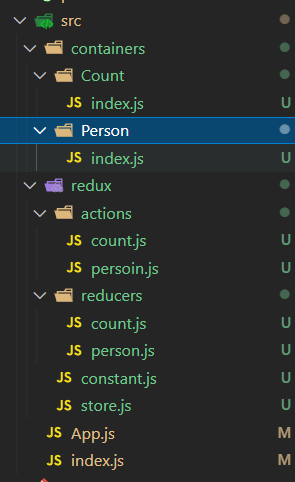 src
containers
Count
JS index.js U
Person
JS index.js U
redux
actions
JS count.js U
JS persoin.js U
reducers
JS count.js U
JS person.js U
JS constant.js U
JS store.js U
JS App.js M
JS index.js M